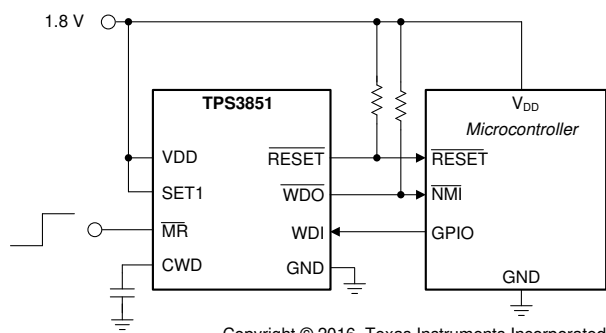 1.8 V
TPS3851
VDD
SET1
MR
CWD
RESET
WDO
WDI
GND
VDD
Microcontroller
RESET
NMI
GPIO
GND
Copyright © 2016, Texas Instruments Incorporated